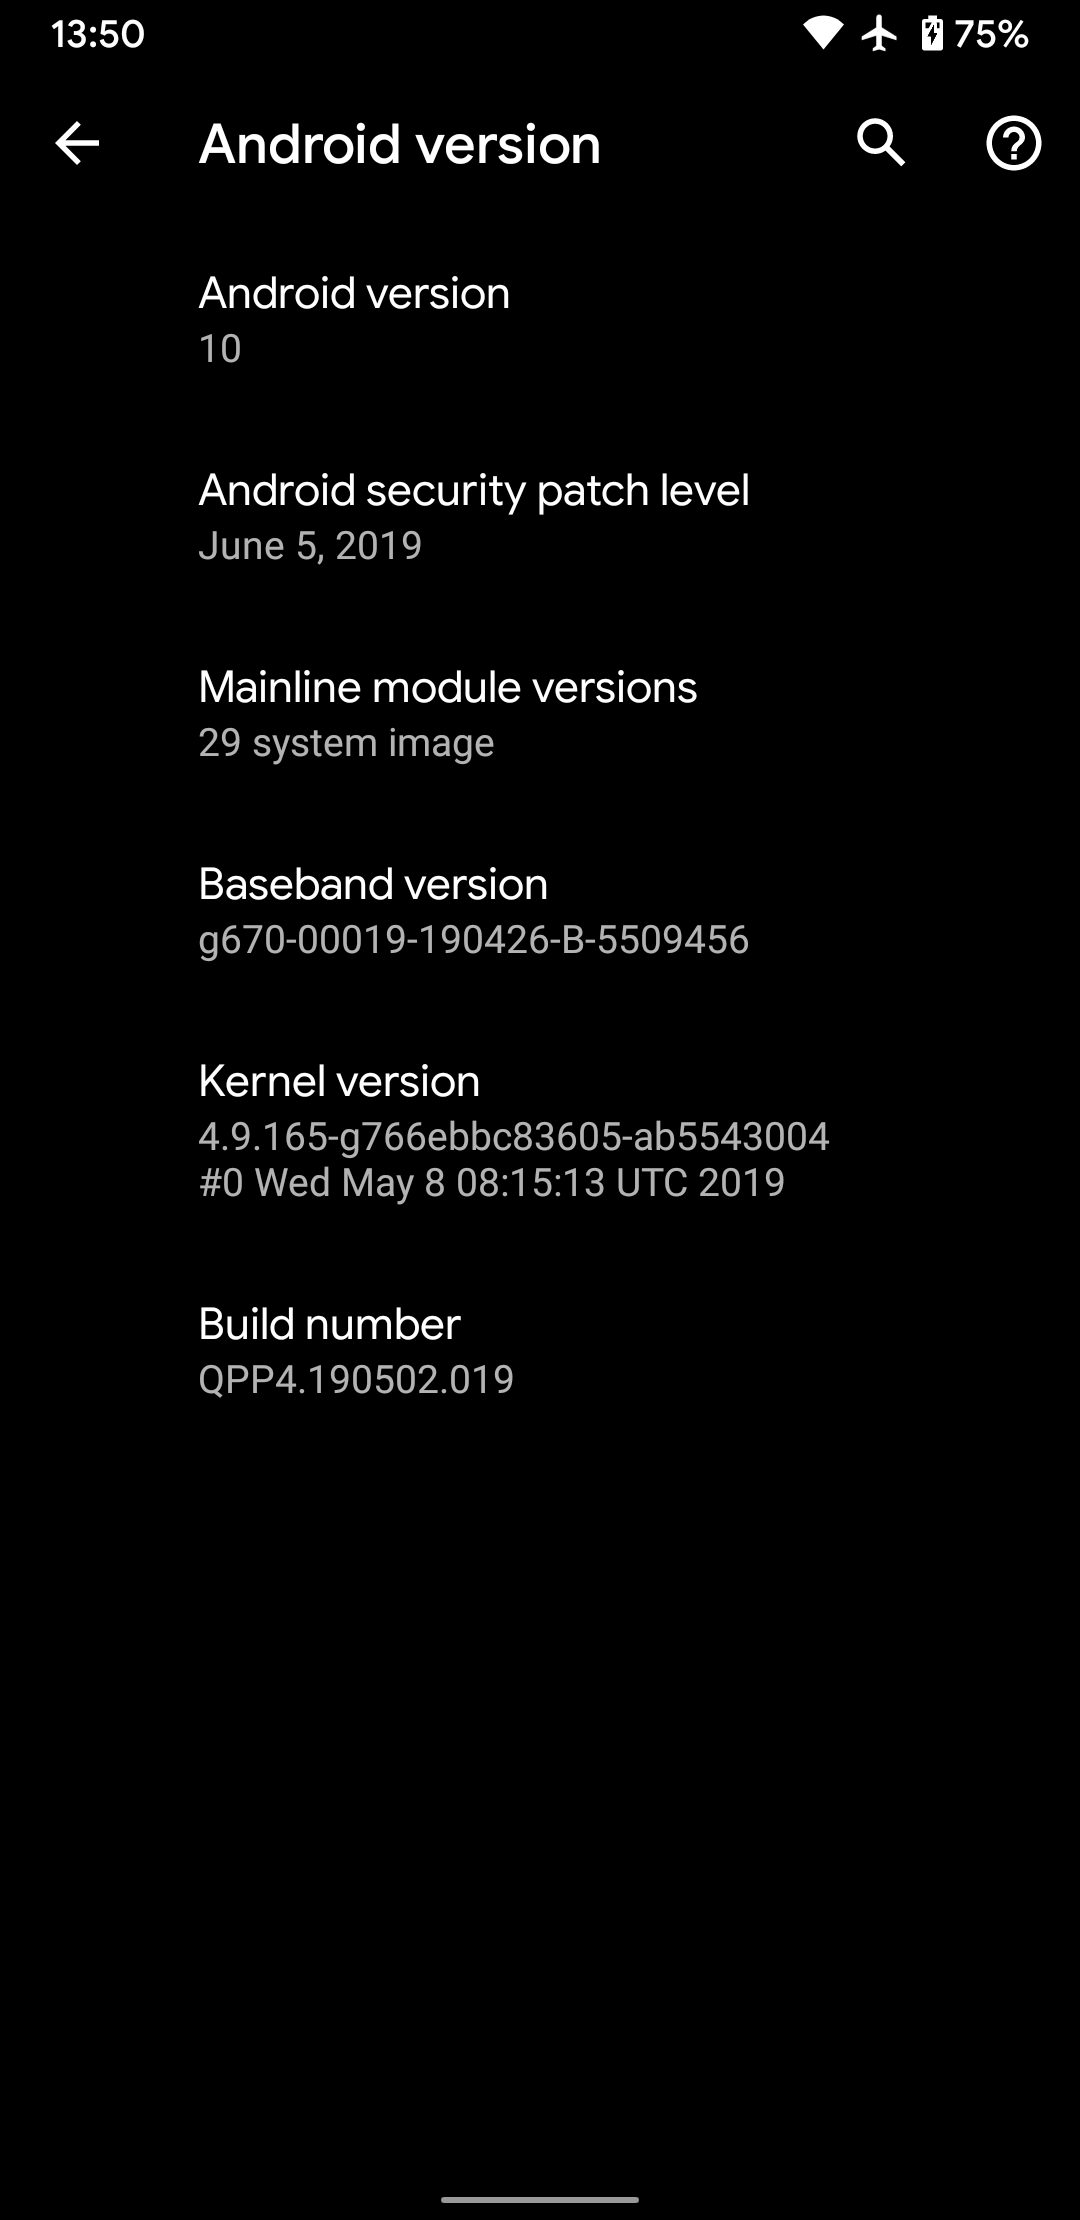 13:50
75%
Android version
Android version
10
Android security patch level
June 5, 2019
Mainline module versions
29 system image
Baseband version
g670-00019-190426-B-5509456
Kernel version
4.9.165-g766ebbc83605-ab5543004
#0 Wed May 8 08:15:13 UTC 2019
Build number
QPP4.190502.019